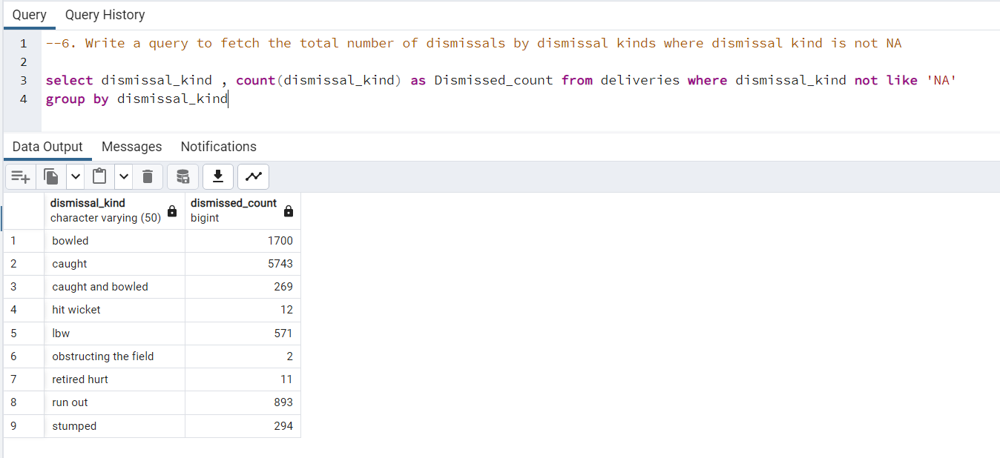 Query Query History
1 --6. Write a query to fetch the total number of dismissals by dismissal kinds where dismissal kind is not NA
2
3 select dismissal_kind , count(dismissal_kind) as Dismissed_count from deliveries where dismissal_kind not like 'NA'
4 group by dismissal_kind
Data Output Messages Notifications
dismissal_kind dismissed_count
character varying (50) bigint
1 bowled 1700
2 caught 5743
3 caught and bowled 269
4 hit wicket 12
5 lbw 571
6 obstructing the field 2
7 retired hurt 11
8 run out 893
9 stumped 294